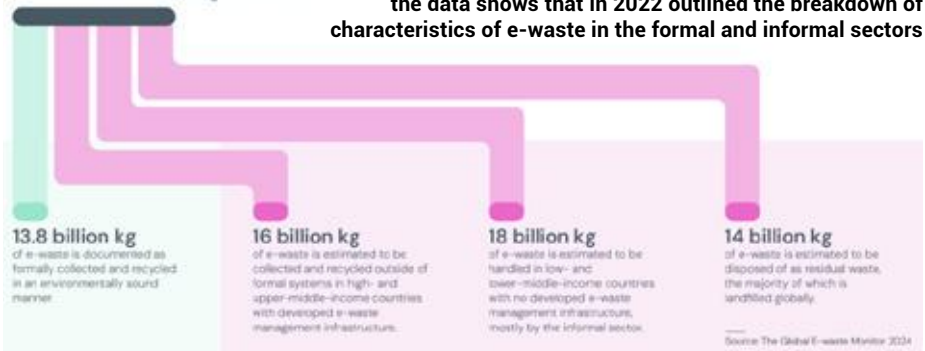 the data shows that in 2022 outlined the breakdown of
characteristics of e-waste in the formal and informal sectors
13.8 billion kg
of e-waste is documented as
formally collected and recycled
in an environmentally sound
manner.
16 billion kg
of e-waste is estimated to be
collected and recycled outside of
formal systems in high- and
upper-middle-income countries
with developed e-waste
management infrastructure.
18 billion kg
of e-waste is estimated to be
handled in low- and
lower-middle-income countries
with no developed e-waste
management infrastructure,
mostly by the informal sector.
14 billion kg
of e-waste is estimated to be
disposed of as residual waste,
the majority of which is
landfilled globally.
Source: The Global E-waste Monitor 2024